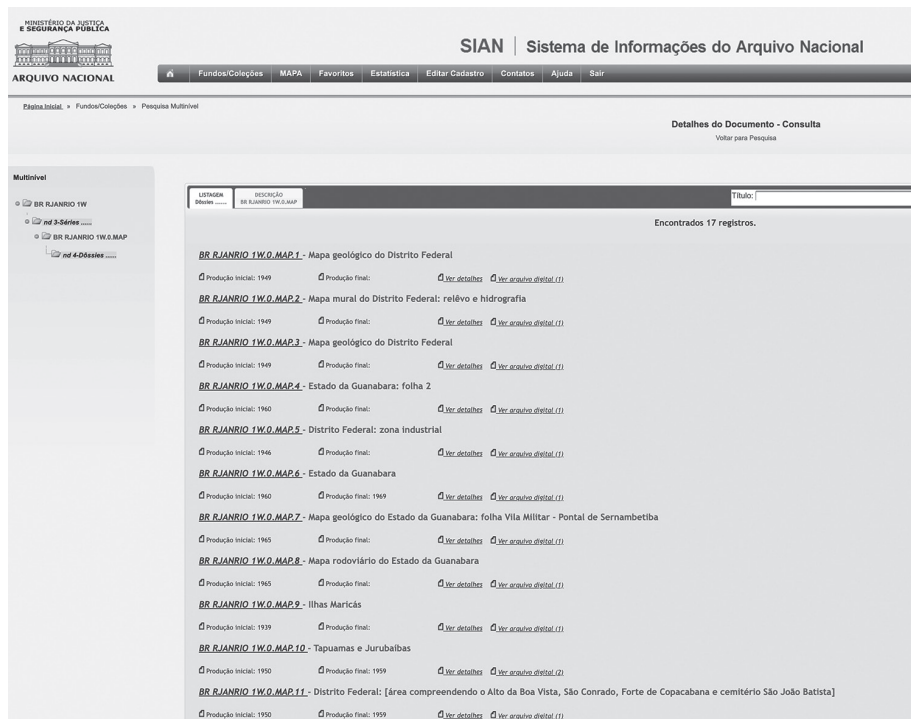 MINISTÉRIO DA JUSTIÇA
E SEGURANÇA PÚBLICA
ARQUIVO NACIONAL
SIAN | Sistema de Informações do Arquivo Nacional
Fundos/Coleções MAPA Favoritos Estatística Editar Cadastro Contatos Ajuda Sair
Página Inicial » Fundos/Coleções » Pesquisa Multinível
Detalhes do Documento - Consulta
Voltar para Pesquisa
Multinível
BR RJANRIO 1W
nd 3-Séries ......
BR RJANRIO 1W.0.MAP
nd 4-Dôssies ......
LISTAGEM
Dôssies .......
DESCRIÇÃO
BR RJANRIO 1W.0.MAP
Título:
Encontrados 17 registros.
BR RJANRIO 1W.0.MAP.1 - Mapa geológico do Distrito Federal
Produção inicial: 1949 Produção final: Ver detalhes Ver arquivo digital (1)
BR RJANRIO 1W.0.MAP.2 - Mapa mural do Distrito Federal: relêvo e hidrografia
Produção inicial: 1949 Produção final: Ver detalhes Ver arquivo digital (1)
BR RJANRIO 1W.0.MAP.3 - Mapa geológico do Distrito Federal
Produção inicial: 1949 Produção final: Ver detalhes Ver arquivo digital (1)
BR RJANRIO 1W.0.MAP.4 - Estado da Guanabara: folha 2
Produção inicial: 1960 Produção final: Ver detalhes Ver arquivo digital (1)
BR RJANRIO 1W.0.MAP.5 - Distrito Federal: zona industrial
Produção inicial: 1946 Produção final: Ver detalhes Ver arquivo digital (1)
BR RJANRIO 1W.0.MAP.6 - Estado da Guanabara
Produção inicial: 1960 Produção final: 1969 Ver detalhes Ver arquivo digital (1)
BR RJANRIO 1W.0.MAP.7 - Mapa geológico do Estado da Guanabara: folha Vila Militar - Pontal de Sernambetiba
Produção inicial: 1965 Produção final: Ver detalhes Ver arquivo digital (1)
BR RJANRIO 1W.0.MAP.8 - Mapa rodoviário do Estado da Guanabara
Produção inicial: 1965 Produção final: Ver detalhes Ver arquivo digital (1)
BR RJANRIO 1W.0.MAP.9 - Ilhas Maricás
Produção inicial: 1939 Produção final: Ver detalhes Ver arquivo digital (1)
BR RJANRIO 1W.0.MAP.10 - Tapuamas e Jurubaíbas
Produção inicial: 1950 Produção final: 1959 Ver detalhes Ver arquivo digital (2)
BR RJANRIO 1W.0.MAP.11 - Distrito Federal: [área compreendendo o Alto da Boa Vista, São Conrado, Forte de Copacabana e cemitério São João Batista]
Produção inicial: 1950 Produção final: 1959 Ver detalhes Ver arquivo digital (1)